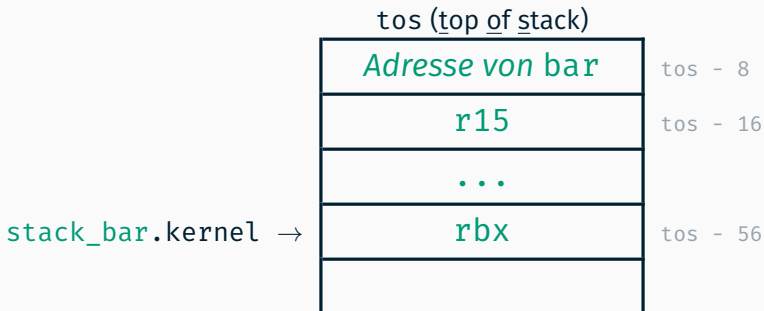 tos (top of stack)
Adresse von bar tos - 8
r15 tos - 16
...
stack_bar.kernel → rbx tos - 56